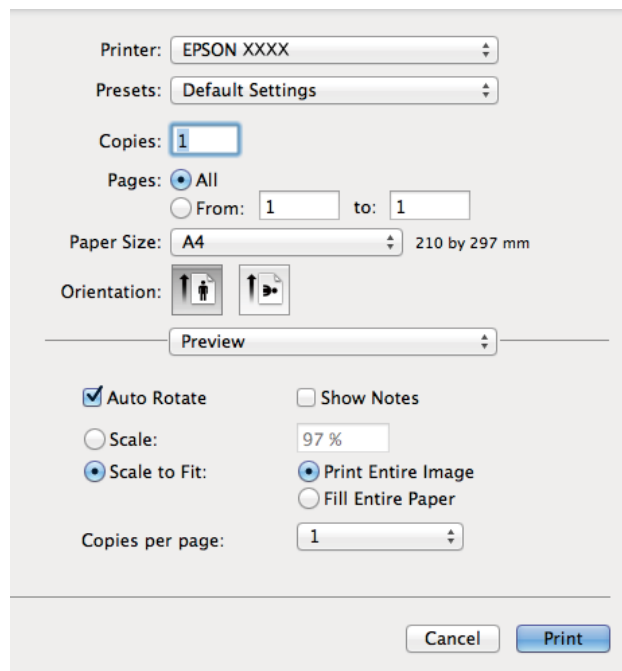 Printer: EPSON XXXX
Presets: Default Settings
Copies: 1
Pages: All
From: 1 to: 1
Paper Size: A4 210 by 297 mm
Orientation:
Preview
Auto Rotate Show Notes
Scale: 97 %
Scale to Fit: Print Entire Image
Fill Entire Paper
Copies per page: 1
Cancel Print